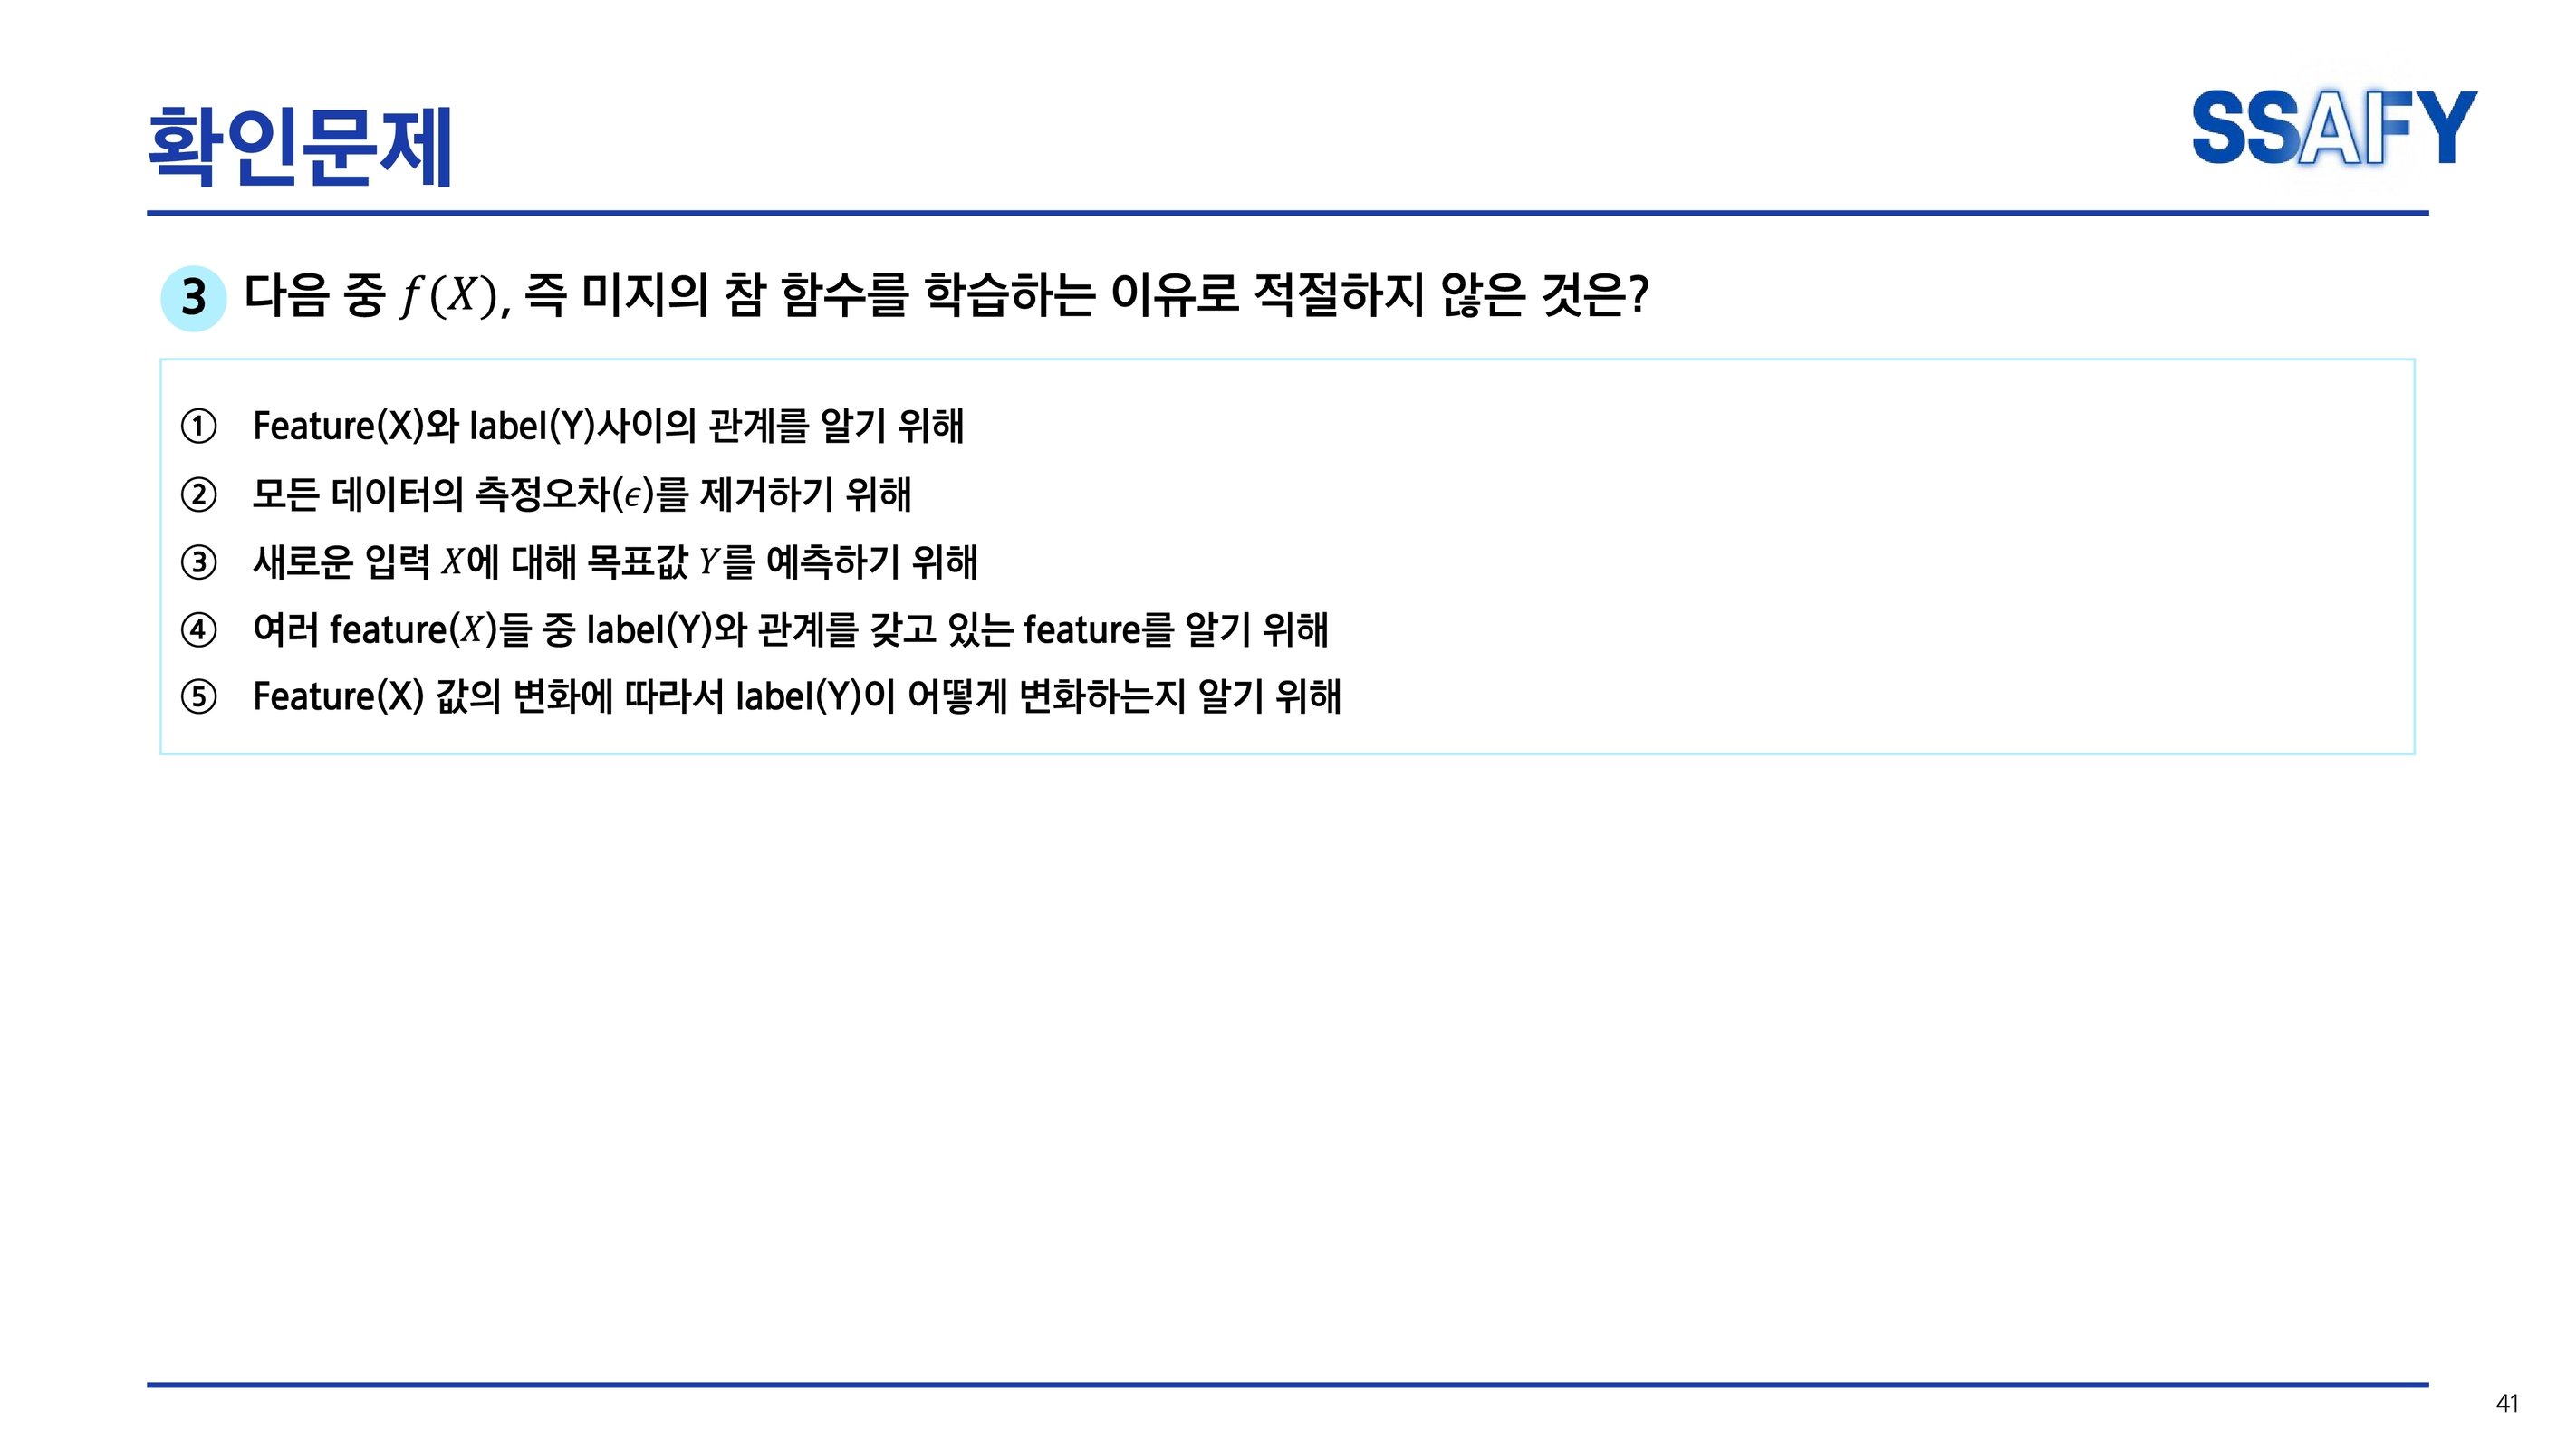 확인문제
SSAFY
3 다음 중 f(X), 즉 미지의 참 함수를 학습하는 이유로 적절하지 않은 것은?
① Feature(X)와 label(Y)사이의 관계를 알기 위해
② 모든 데이터의 측정오차(ϵ)를 제거하기 위해
③ 새로운 입력 X에 대해 목표값 Y를 예측하기 위해
④ 여러 feature(X)들 중 label(Y)와 관계를 갖고 있는 feature를 알기 위해
⑤ Feature(X) 값의 변화에 따라서 label(Y)이 어떻게 변화하는지 알기 위해
41